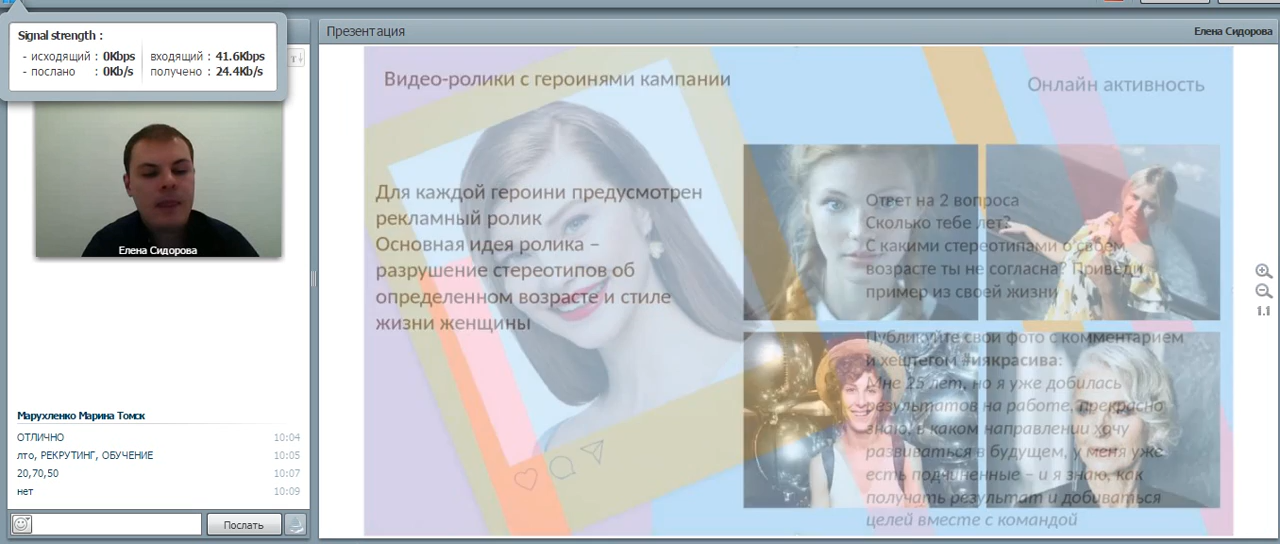 Signal strength :
- исходящий : 0Kbps входящий : 41.6Kbps
- послано : 0Kb/s получено : 24.4Kb/s
Елена Сидорова
Марухленко Марина Томск
ОТЛИЧНО 10:04
лто, РЕКРУТИНГ, ОБУЧЕНИЕ 10:05
20,70,50 10:07
нет 10:09
Послать
Презентация
Елена Сидорова
Видео-ролики с героинями кампании
Для каждой героини предусмотрен
рекламный ролик
Основная идея ролика –
разрушение стереотипов об
определенном возрасте и стиле
жизни женщины
Онлайн активность
Ответ на 2 вопроса
Сколько тебе лет?
С какими стереотипами о своем
возрасте ты не согласна? Приведи
пример из своей жизни
Публикуйте свои фото с комментарием
и хештегом #ияkрасива:
Мне 25 лет, но я уже добилась
результатов на работе, прекрасно
знаю, в каком направлении хочу
развиваться в будущем, у меня уже
есть подчиненные – и я знаю, как
получать результат и добиваться
целей вместе с командой
1:1